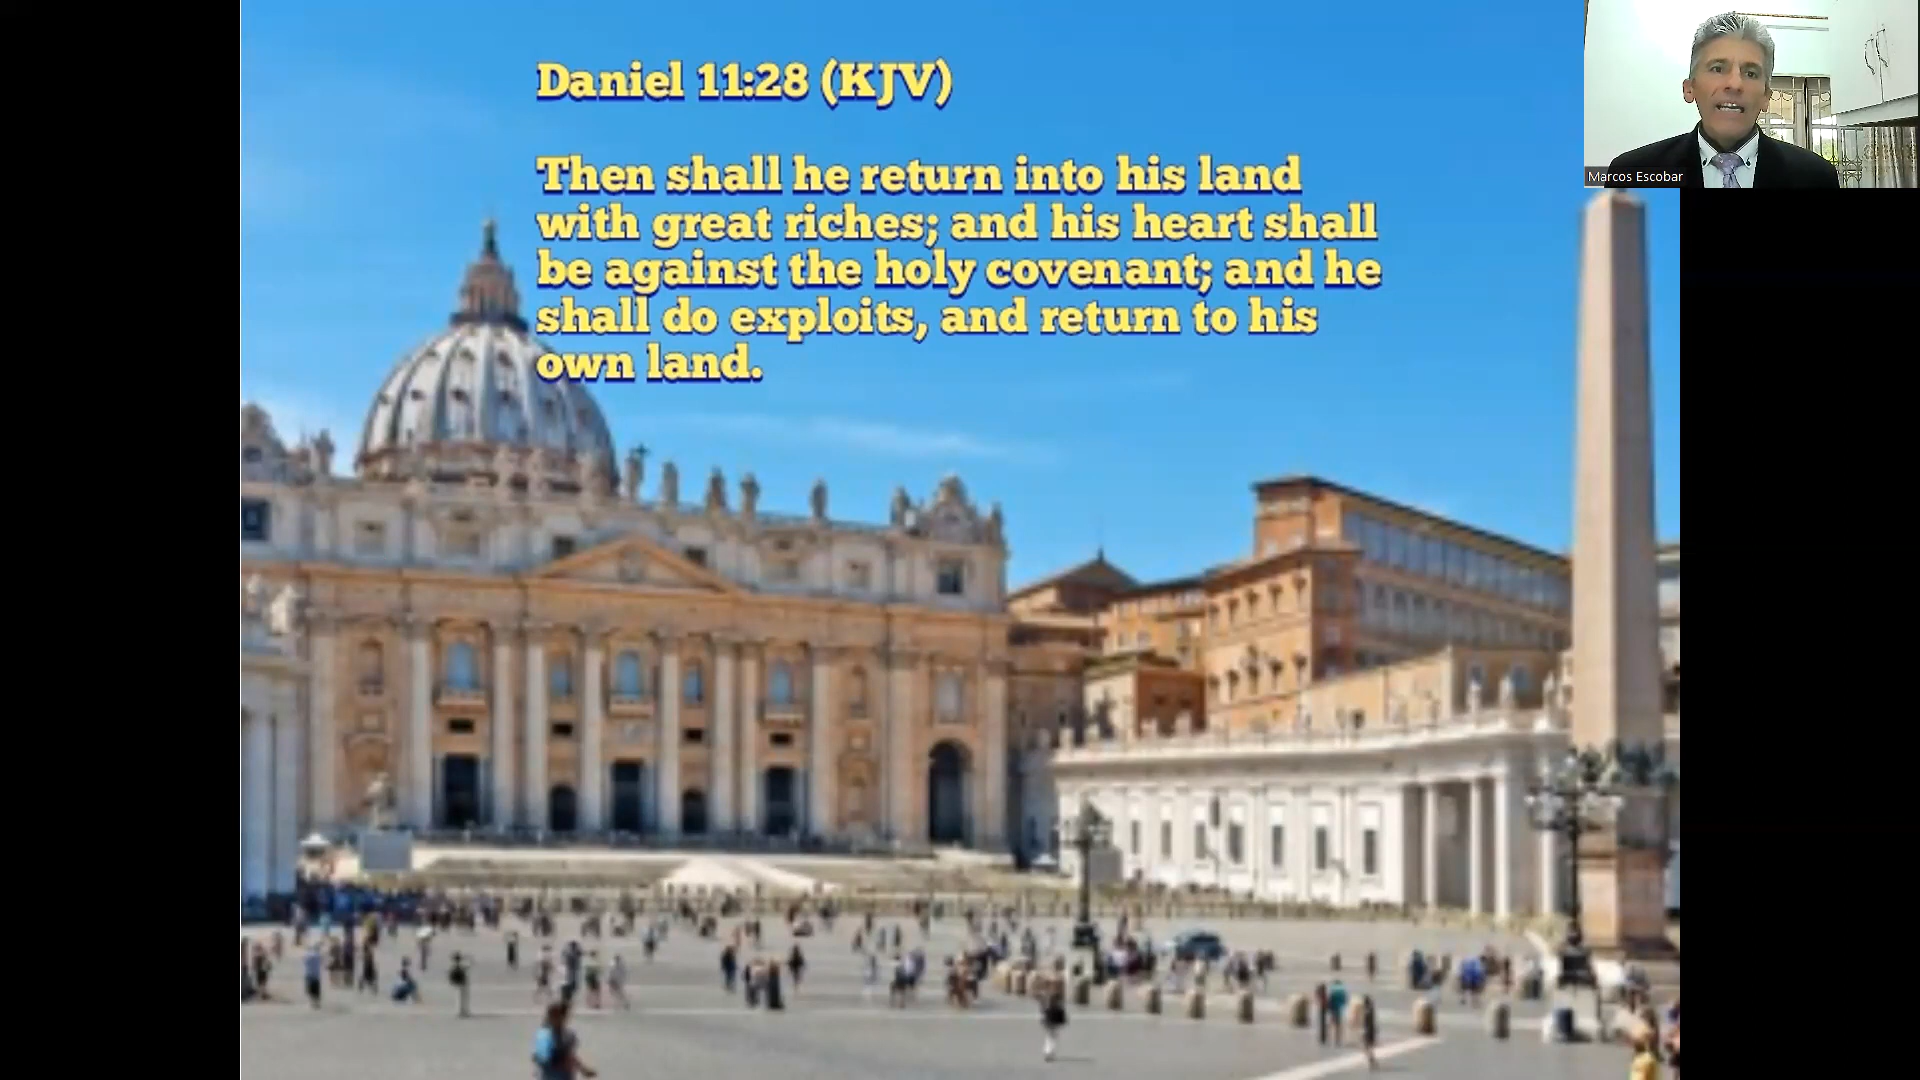 Daniel 11:28 (KJV)
Then shall he return into his land
with great riches; and his heart shall
be against the holy covenant; and he
shall do exploits, and return to his
own land.
Marcos Escobar